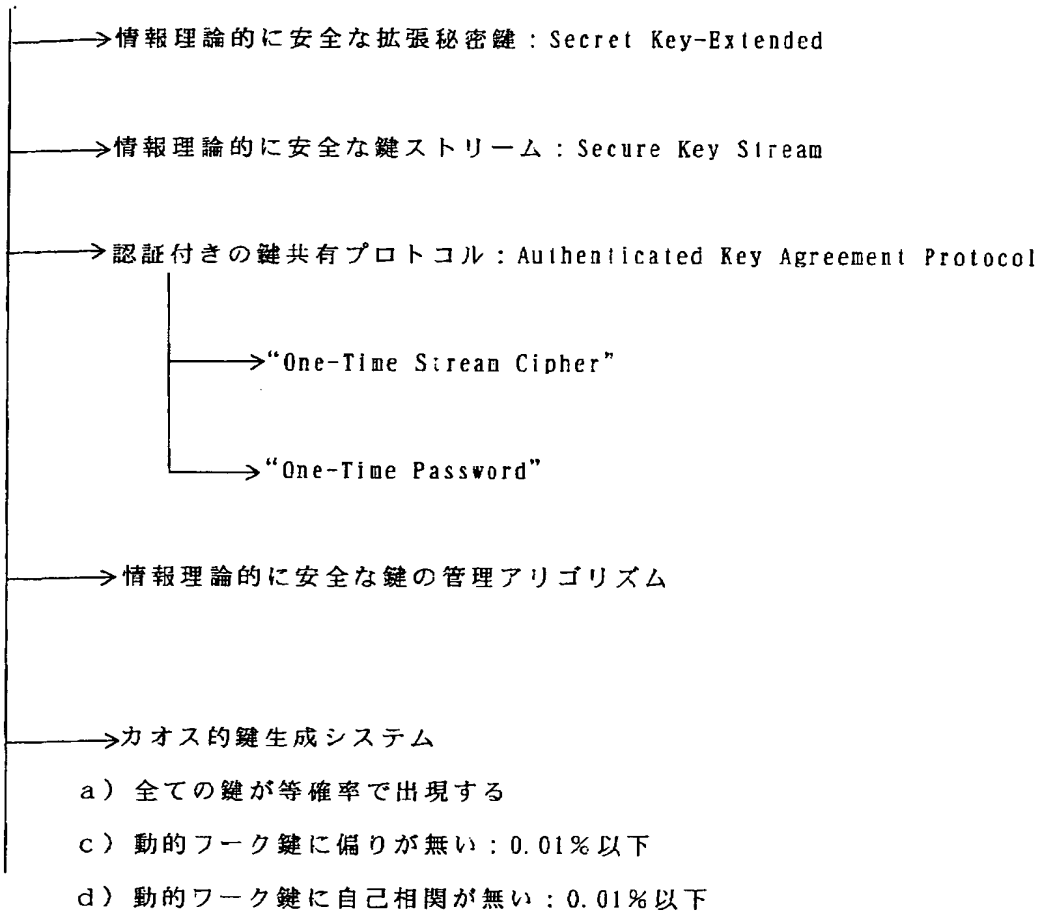 情報理論的に安全な拡張秘密鍵：Secret Key-Extended
情報理論的に安全な鍵ストリーム：Secure Key Stream
認証付きの鍵共有プロトコル：Authenticated Key Agreement Protocol
“One-Time Stream Cipher”
“One-Time Password”
情報理論的に安全な鍵の管理アリゴリズム
カオス的鍵生成システム
a）全ての鍵が等確率で出現する
c）動的フーク鍵に偏りが無い：0.01％以下
d）動的ワーク鍵に自己相関が無い：0.01％以下